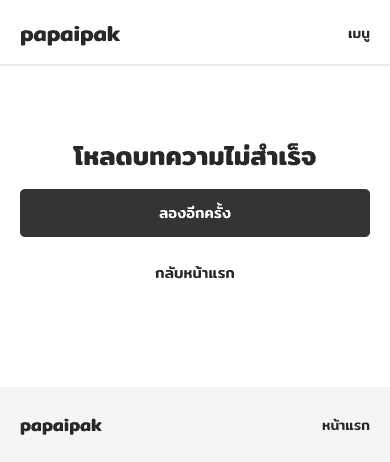 papaipak
เมนู
โหลดบทความไม่สำเร็จ
ลองอีกครั้ง
กลับหน้าแรก
papaipak
หน้าแรก